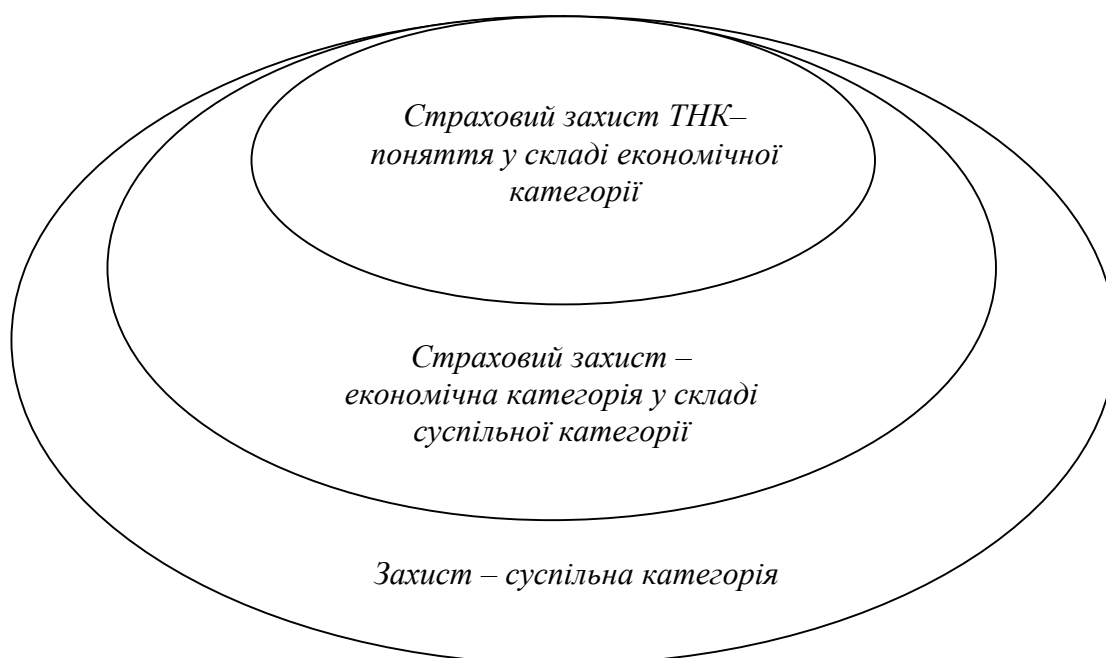 Страховий захист ТНК–
поняття у складі економічної
категорії
Страховий захист –
економічна категорія у складі
суспільної категорії
Захист – суспільна категорія